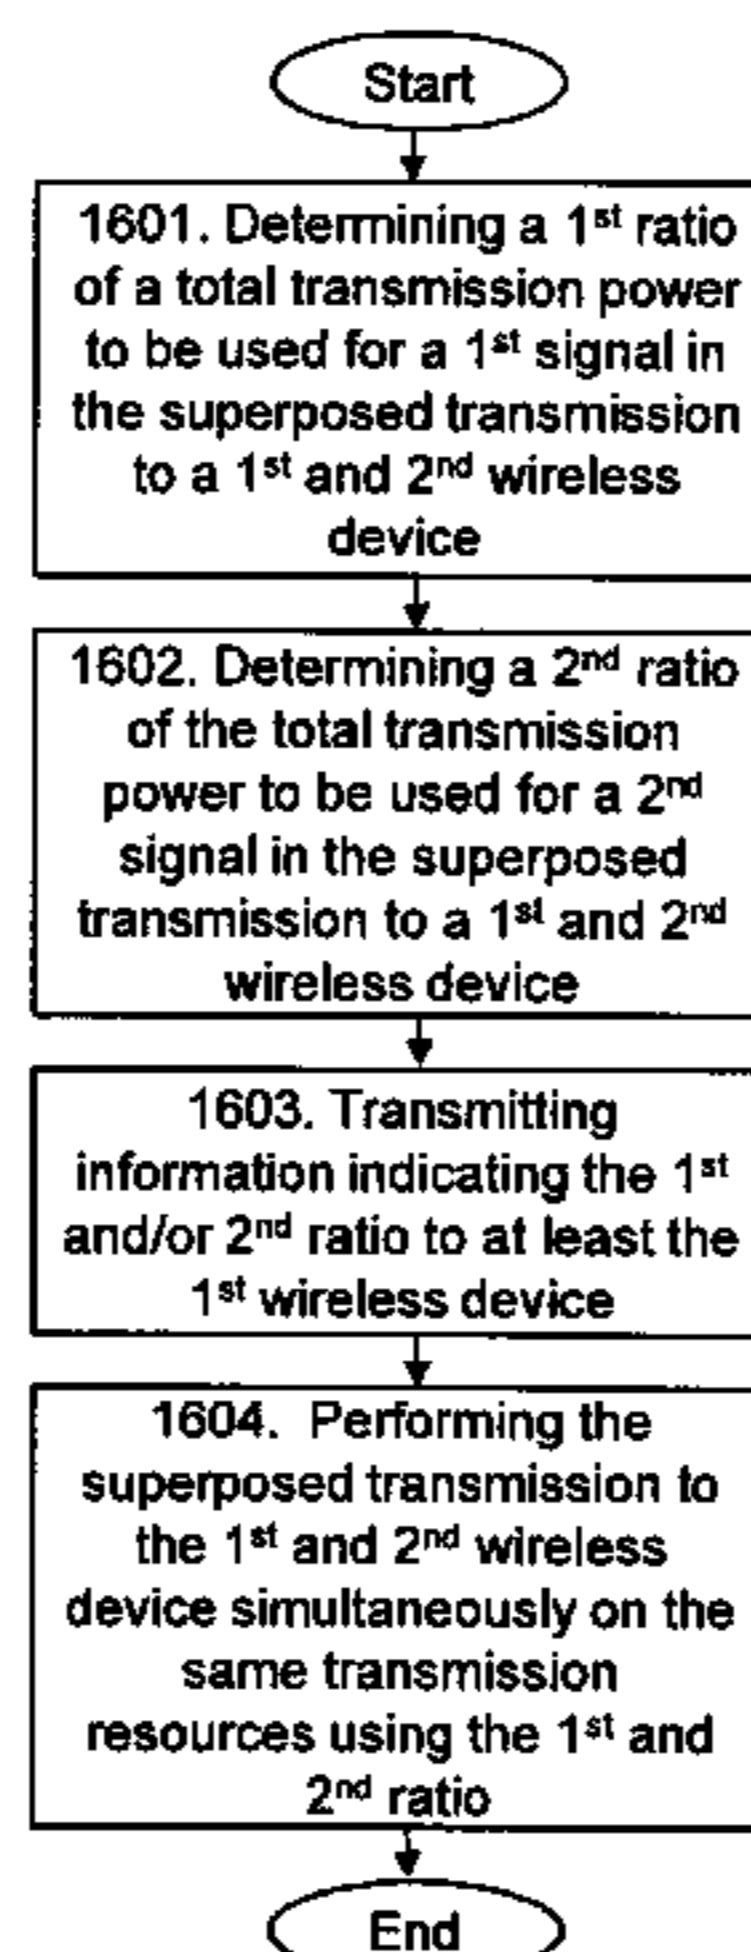 Start
1601. Determining a 1st ratio
of a total transmission power
to be used for a 1st signal in
the superposed transmission
to a 1st and 2nd wireless
device
1602. Determining a 2nd ratio
of the total transmission
power to be used for a 2nd
signal in the superposed
transmission to a 1st and 2nd
wireless device
1603. Transmitting
information indicating the 1st
and/or 2nd ratio to at least the
1st wireless device
1604. Performing the
superposed transmission to
the 1st and 2nd wireless
device simultaneously on the
same transmission
resources using the 1st and
2nd ratio
End